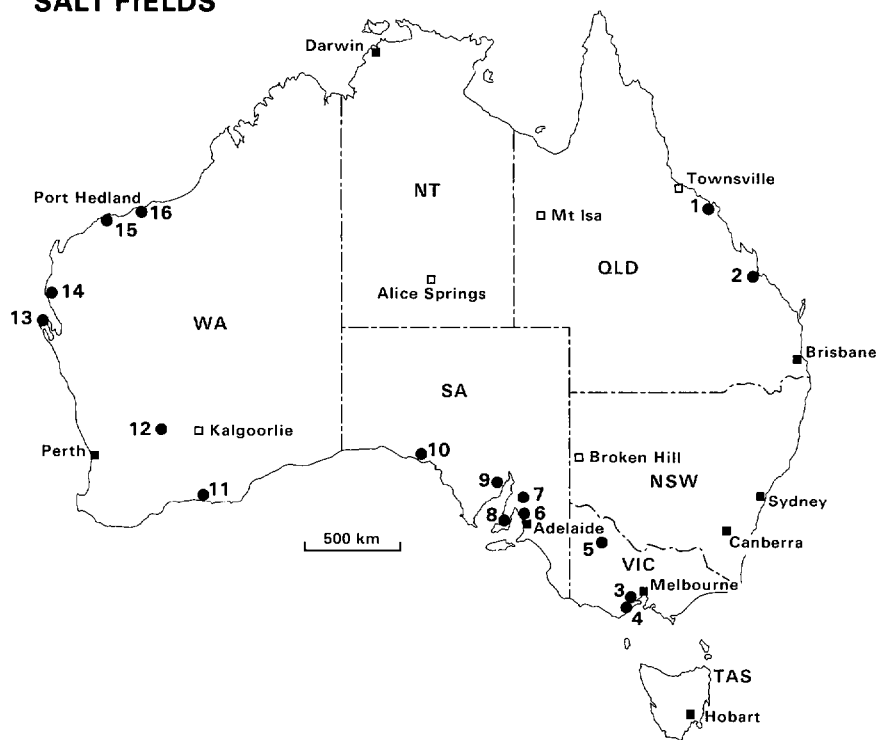 SALT FIELDS
Darwin
Townsville
Port Hedland
16
15
NT
Mt Isa
1
QLD
2
Alice Springs
14
13
WA
Brisbane
SA
12
Kalgoorlie
Perth
10
Broken Hill
NSW
9
7
11
Sydney
8
6
Adelaide
500 km
5
Canberra
VIC
Melbourne
3
4
TAS
Hobart